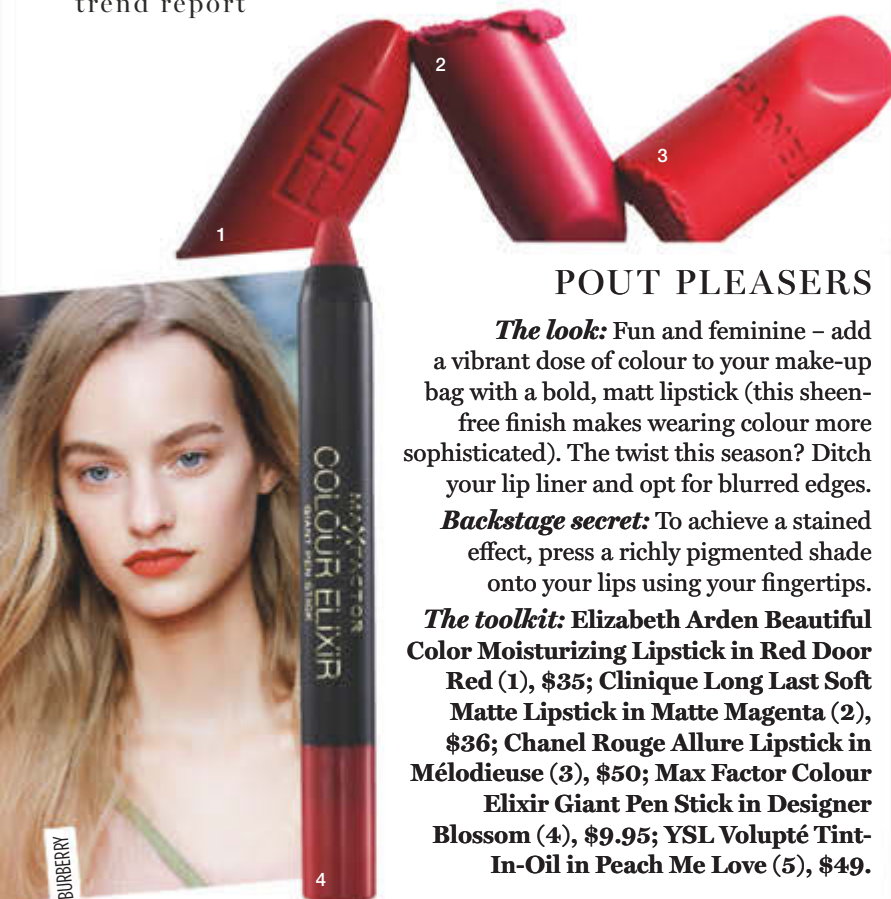 trend report
1
2
3
CHANEL
POUT PLEASERS
The look: Fun and feminine – add
a vibrant dose of colour to your make-up
bag with a bold, matt lipstick (this sheen-
free finish makes wearing colour more
sophisticated). The twist this season? Ditch
your lip liner and opt for blurred edges.
Backstage secret: To achieve a stained
effect, press a richly pigmented shade
onto your lips using your fingertips.
The toolkit: Elizabeth Arden Beautiful
Color Moisturizing Lipstick in Red Door
Red (1), $35; Clinique Long Last Soft
Matte Lipstick in Matte Magenta (2),
$36; Chanel Rouge Allure Lipstick in
Mélodieuse (3), $50; Max Factor Colour
Elixir Giant Pen Stick in Designer
Blossom (4), $9.95; YSL Volupté Tint-
In-Oil in Peach Me Love (5), $49.
MAXFACTOR
COLOUR ELIXIR
GIANT PEN STICK
4
BURBERRY